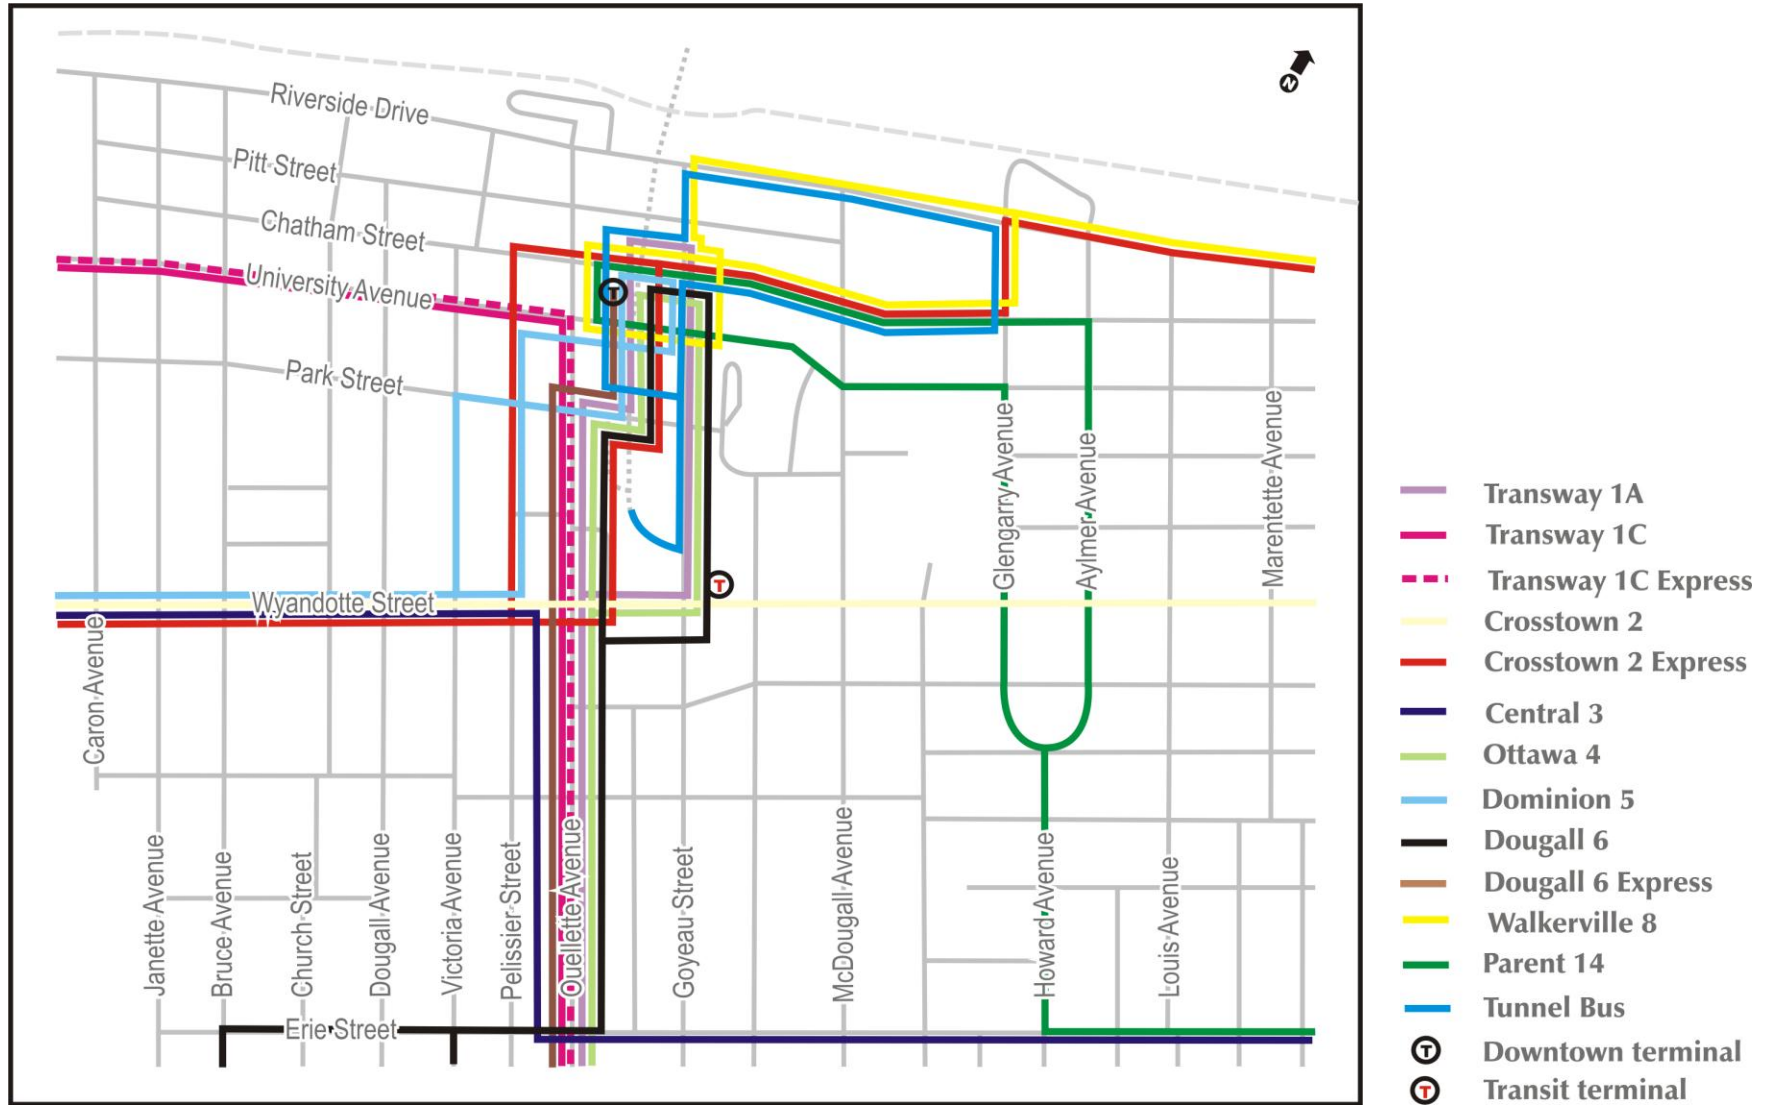 N
Riverside Drive
Pitt Street
Chatham Street
University Avenue
Park Street
T
T
Wyandotte Street
Glengarry Avenue
Aylmer Avenue
Marentette Avenue
Caron Avenue
Janette Avenue
Bruce Avenue
Church Street
Dougall Avenue
Victoria Avenue
Pelissier Street
Ouellette Avenue
Goyeau Street
McDougall Avenue
Howard Avenue
Louis Avenue
Erie Street
Transway 1A
Transway 1C
Transway 1C Express
Crosstown 2
Crosstown 2 Express
Central 3
Ottawa 4
Dominion 5
Dougall 6
Dougall 6 Express
Walkerville 8
Parent 14
Tunnel Bus
T Downtown terminal
T Transit terminal